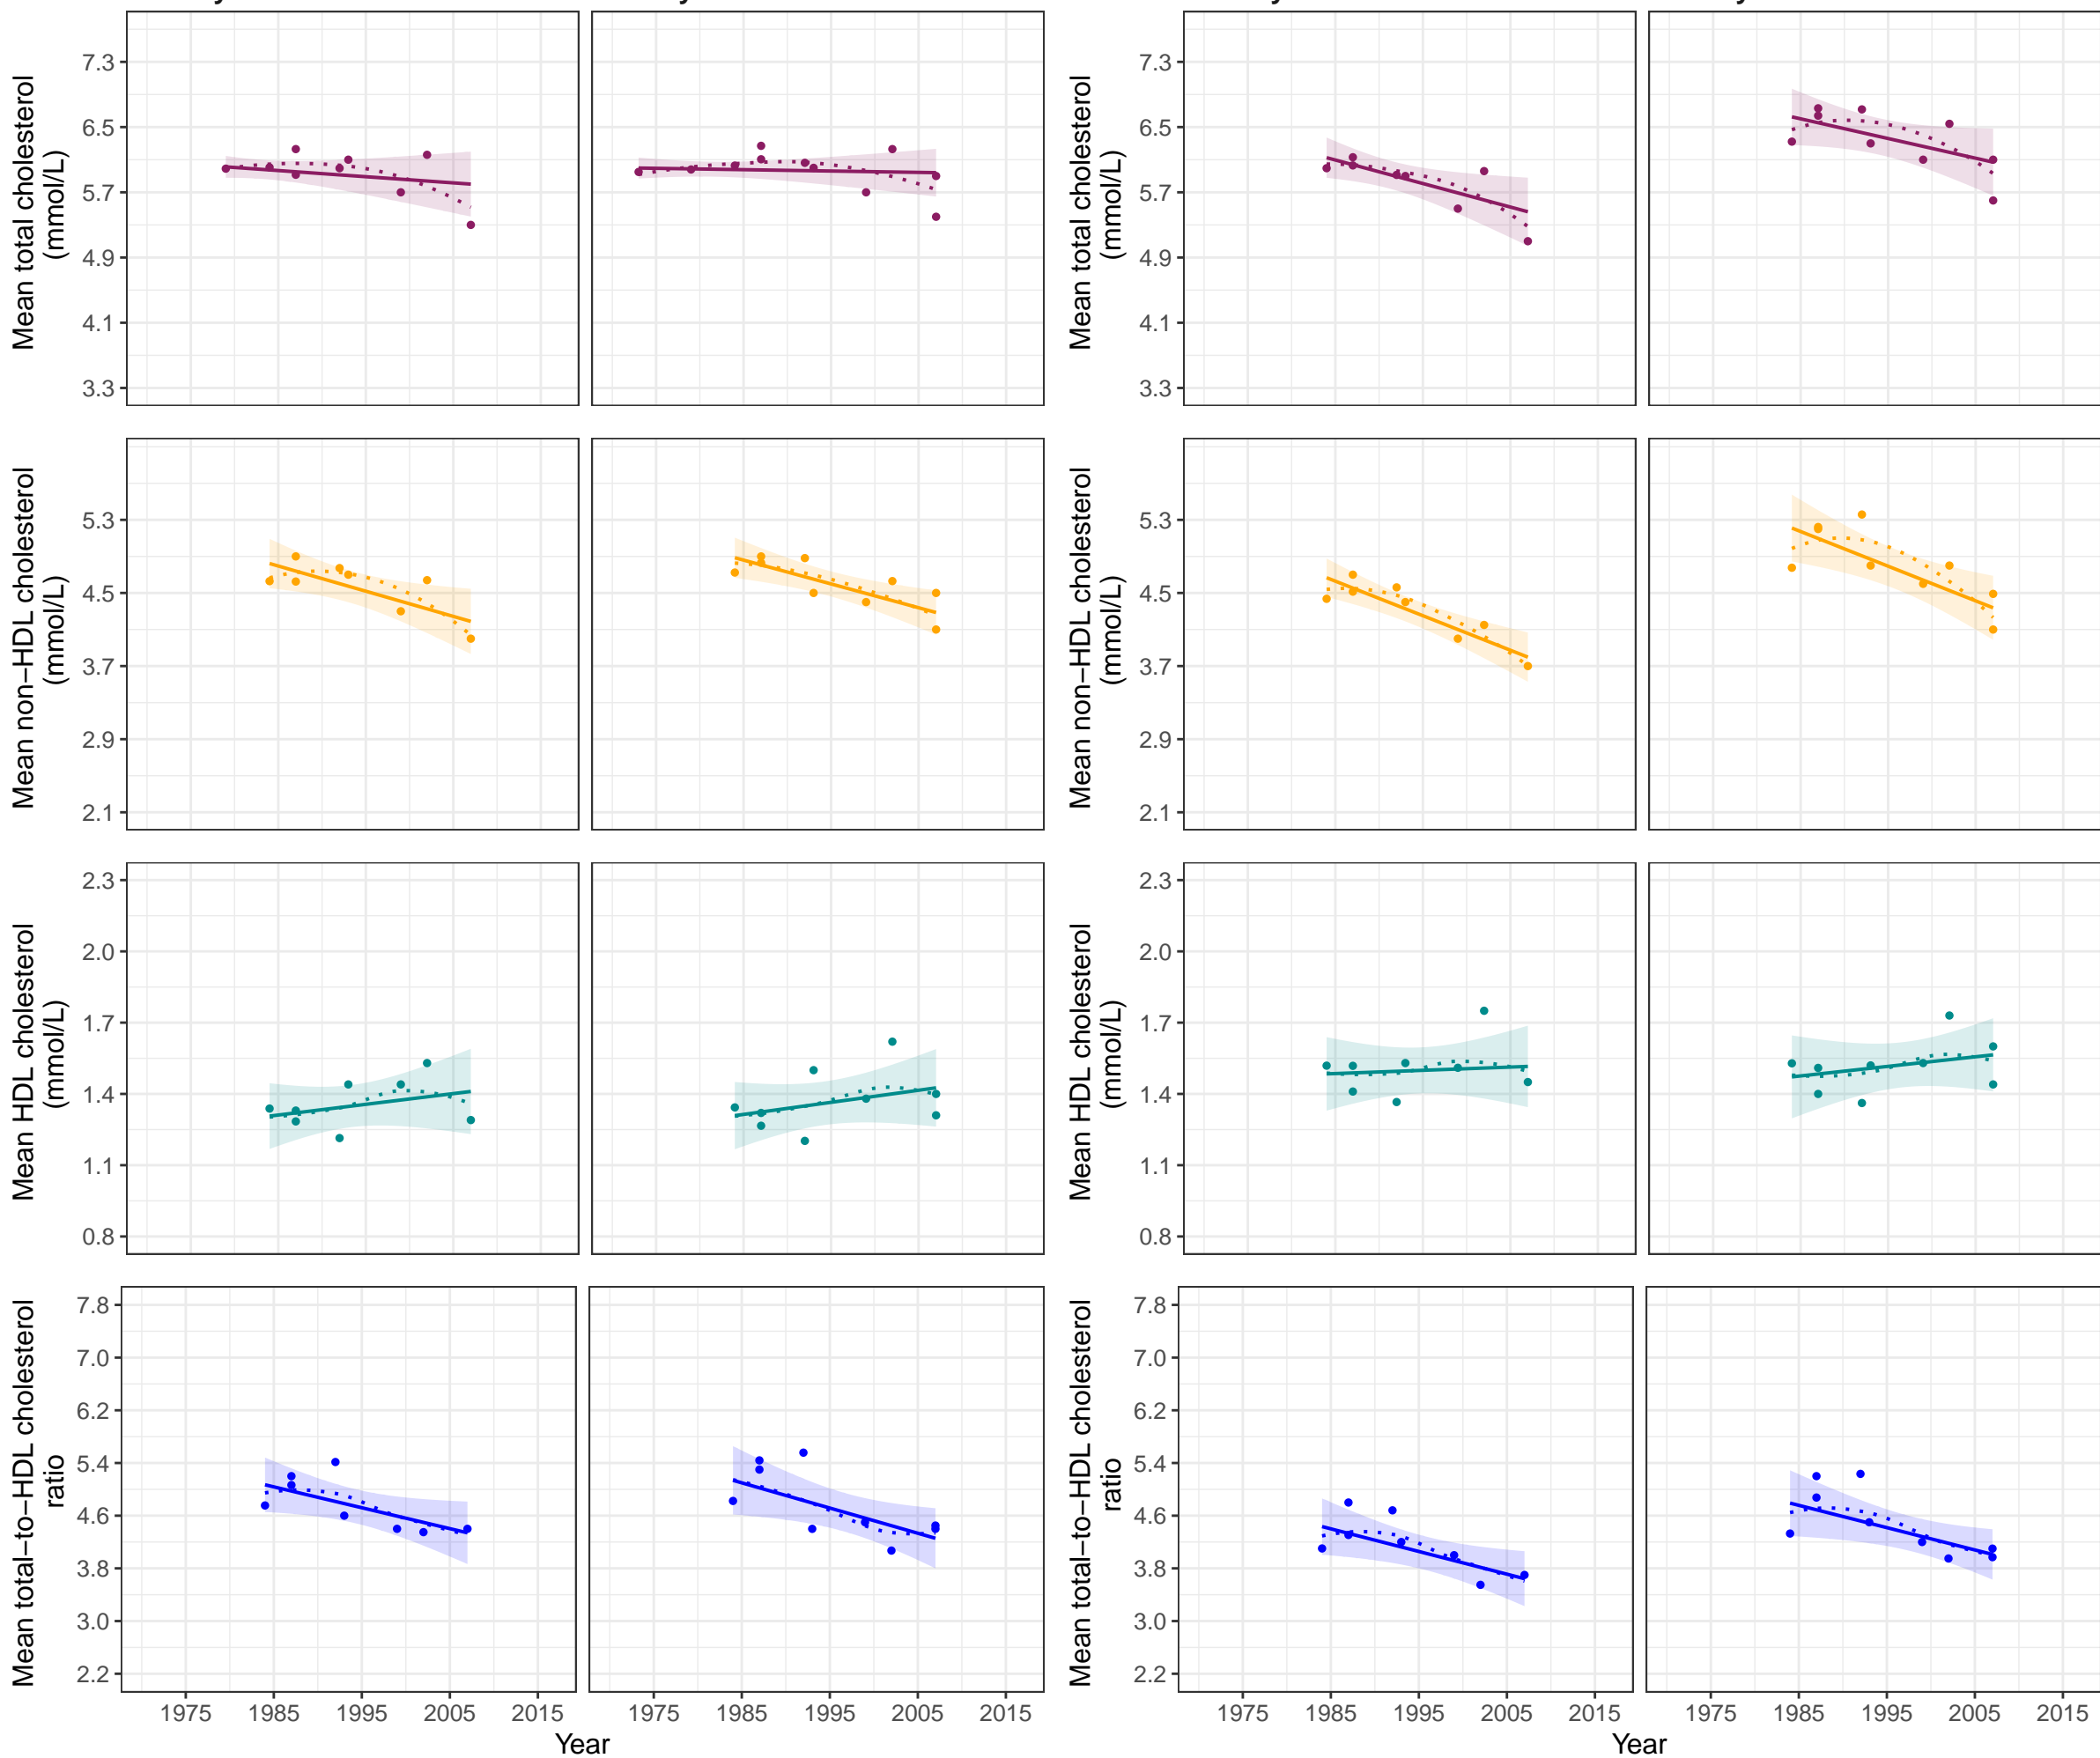 Mean total cholesterol
(mmol/L)
7.3
6.5
5.7
4.9
4.1
3.3
Mean total cholesterol
(mmol/L)
7.3
6.5
5.7
4.9
4.1
3.3
Mean non−HDL cholesterol
(mmol/L)
5.3
4.5
3.7
2.9
2.1
Mean non−HDL cholesterol
(mmol/L)
5.3
4.5
3.7
2.9
2.1
Mean HDL cholesterol
(mmol/L)
2.3
2.0
1.7
1.4
1.1
0.8
Mean HDL cholesterol
(mmol/L)
2.3
2.0
1.7
1.4
1.1
0.8
Mean total−to−HDL cholesterol
ratio
7.8
7.0
6.2
5.4
4.6
3.8
3.0
2.2
Mean total−to−HDL cholesterol
ratio
7.8
7.0
6.2
5.4
4.6
3.8
3.0
2.2
1975 1985 1995 2005 2015 1975 1985 1995 2005 2015 1975 1985 1995 2005 2015 1975 1985 1995 2005 2015
Year Year